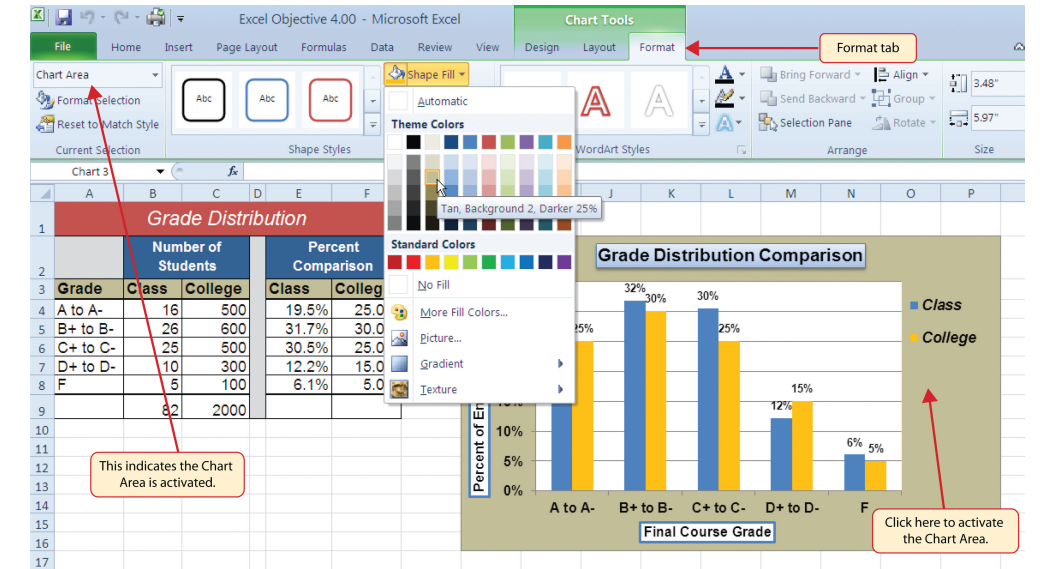 Excel Objective 4.00 - Microsoft Excel
Chart Tools
File Home Insert Page Layout Formulas Data Review View Design Layout Format
Format tab
Chart Area
Format Selection
Reset to Match Style
Current Selection
Abc Abc Abc
Shape Styles
Shape Fill
Automatic
Theme Colors
Tan, Background 2, Darker 25%
Standard Colors
No Fill
More Fill Colors...
Picture...
Gradient
Texture
A A
WordArt Styles
Bring Forward
Send Backward
Selection Pane
Align
Group
Rotate
Arrange
3.48"
5.97"
Size
Chart 3
fx
A B C D E F J K L M N O P
1 Grade Distribution
2 Number of Students Percent Comparison
3 Grade Class College Class Colleg
4 A to A- 16 500 19.5% 25.0
5 B+ to B- 26 600 31.7% 30.0
6 C+ to C- 25 500 30.5% 25.0
7 D+ to D- 10 300 12.2% 15.0
8 F 5 100 6.1% 5.0
9 82 2000
10
11
12
13
14
15
16
17
This indicates the Chart
Area is activated.
Grade Distribution Comparison
32%
30%
30%
25%
25%
15%
12%
6%
5%
Class
College
10%
5%
0%
Percent of En
A to A- B+ to B- C+ to C- D+ to D- F
Final Course Grade
Click here to activate
the Chart Area.